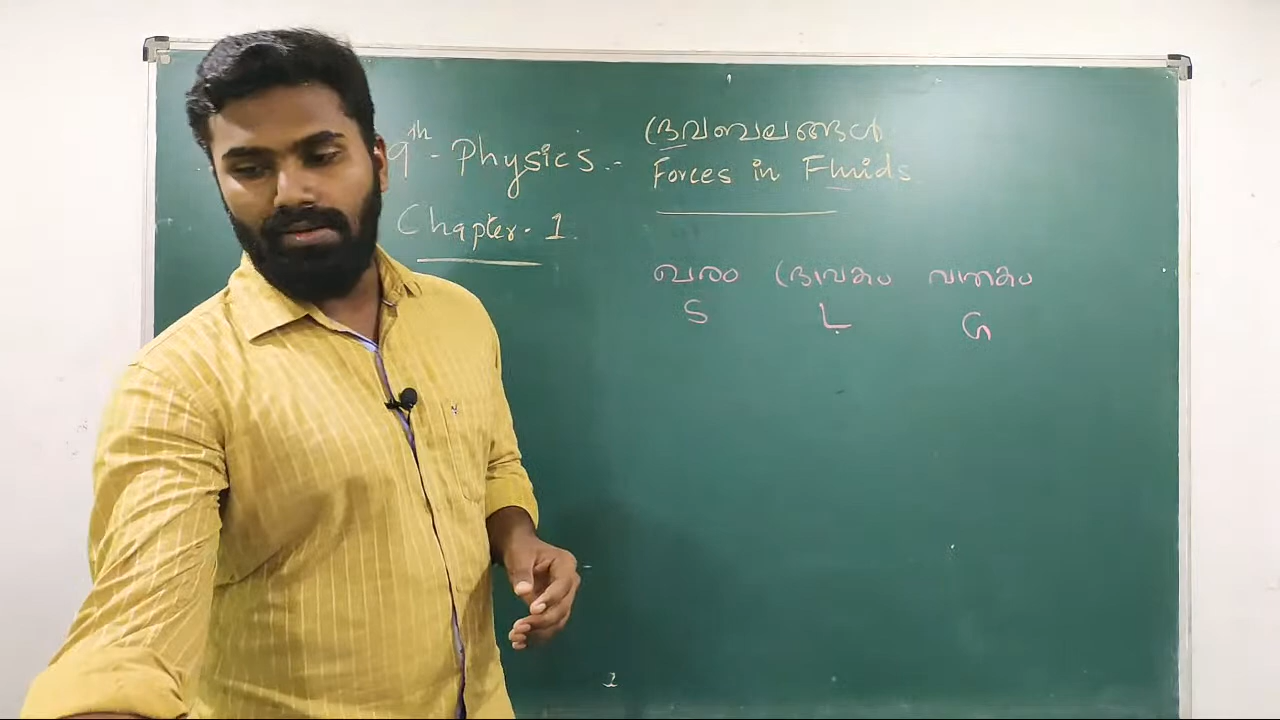 9th - Physics - ദ്രവബലങ്ങൾ
Forces in Fluids
Chapter - 1
ഖരം ദ്രാവകം വാതകം
S L G